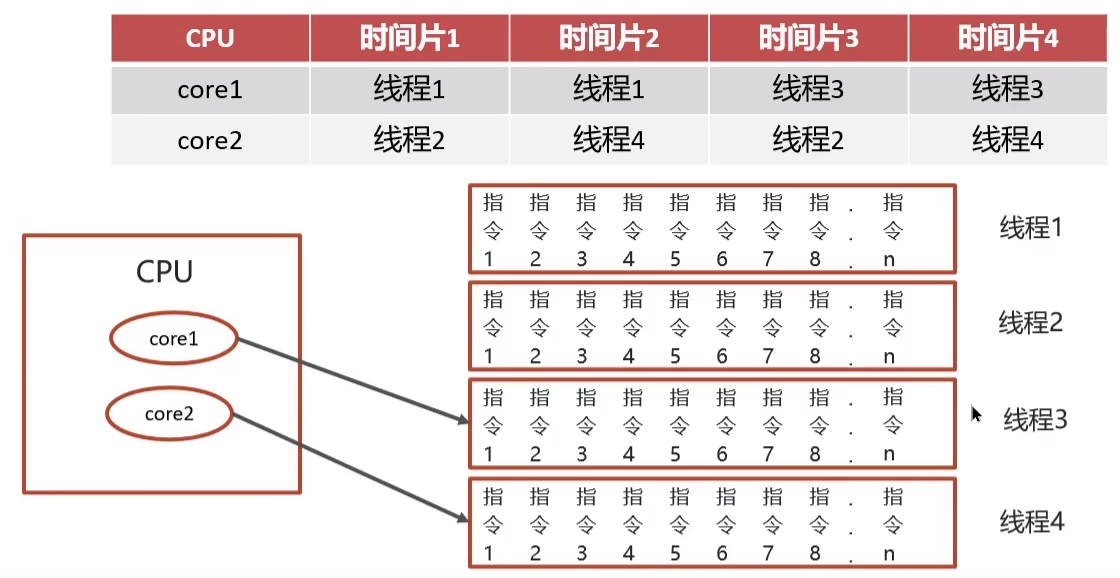 CPU 时间片1 时间片2 时间片3 时间片4
core1 线程1 线程1 线程3 线程3
core2 线程2 线程4 线程2 线程4
CPU
core1
core2
指 指 指 指 指 指 指 指 . 指
令 令 令 令 令 令 令 令 . 令
1 2 3 4 5 6 7 8 . n
线程1
指 指 指 指 指 指 指 指 . 指
令 令 令 令 令 令 令 令 . 令
1 2 3 4 5 6 7 8 . n
线程2
指 指 指 指 指 指 指 指 . 指
令 令 令 令 令 令 令 令 . 令
1 2 3 4 5 6 7 8 . n
线程3
指 指 指 指 指 指 指 指 . 指
令 令 令 令 令 令 令 令 . 令
1 2 3 4 5 6 7 8 . n
线程4